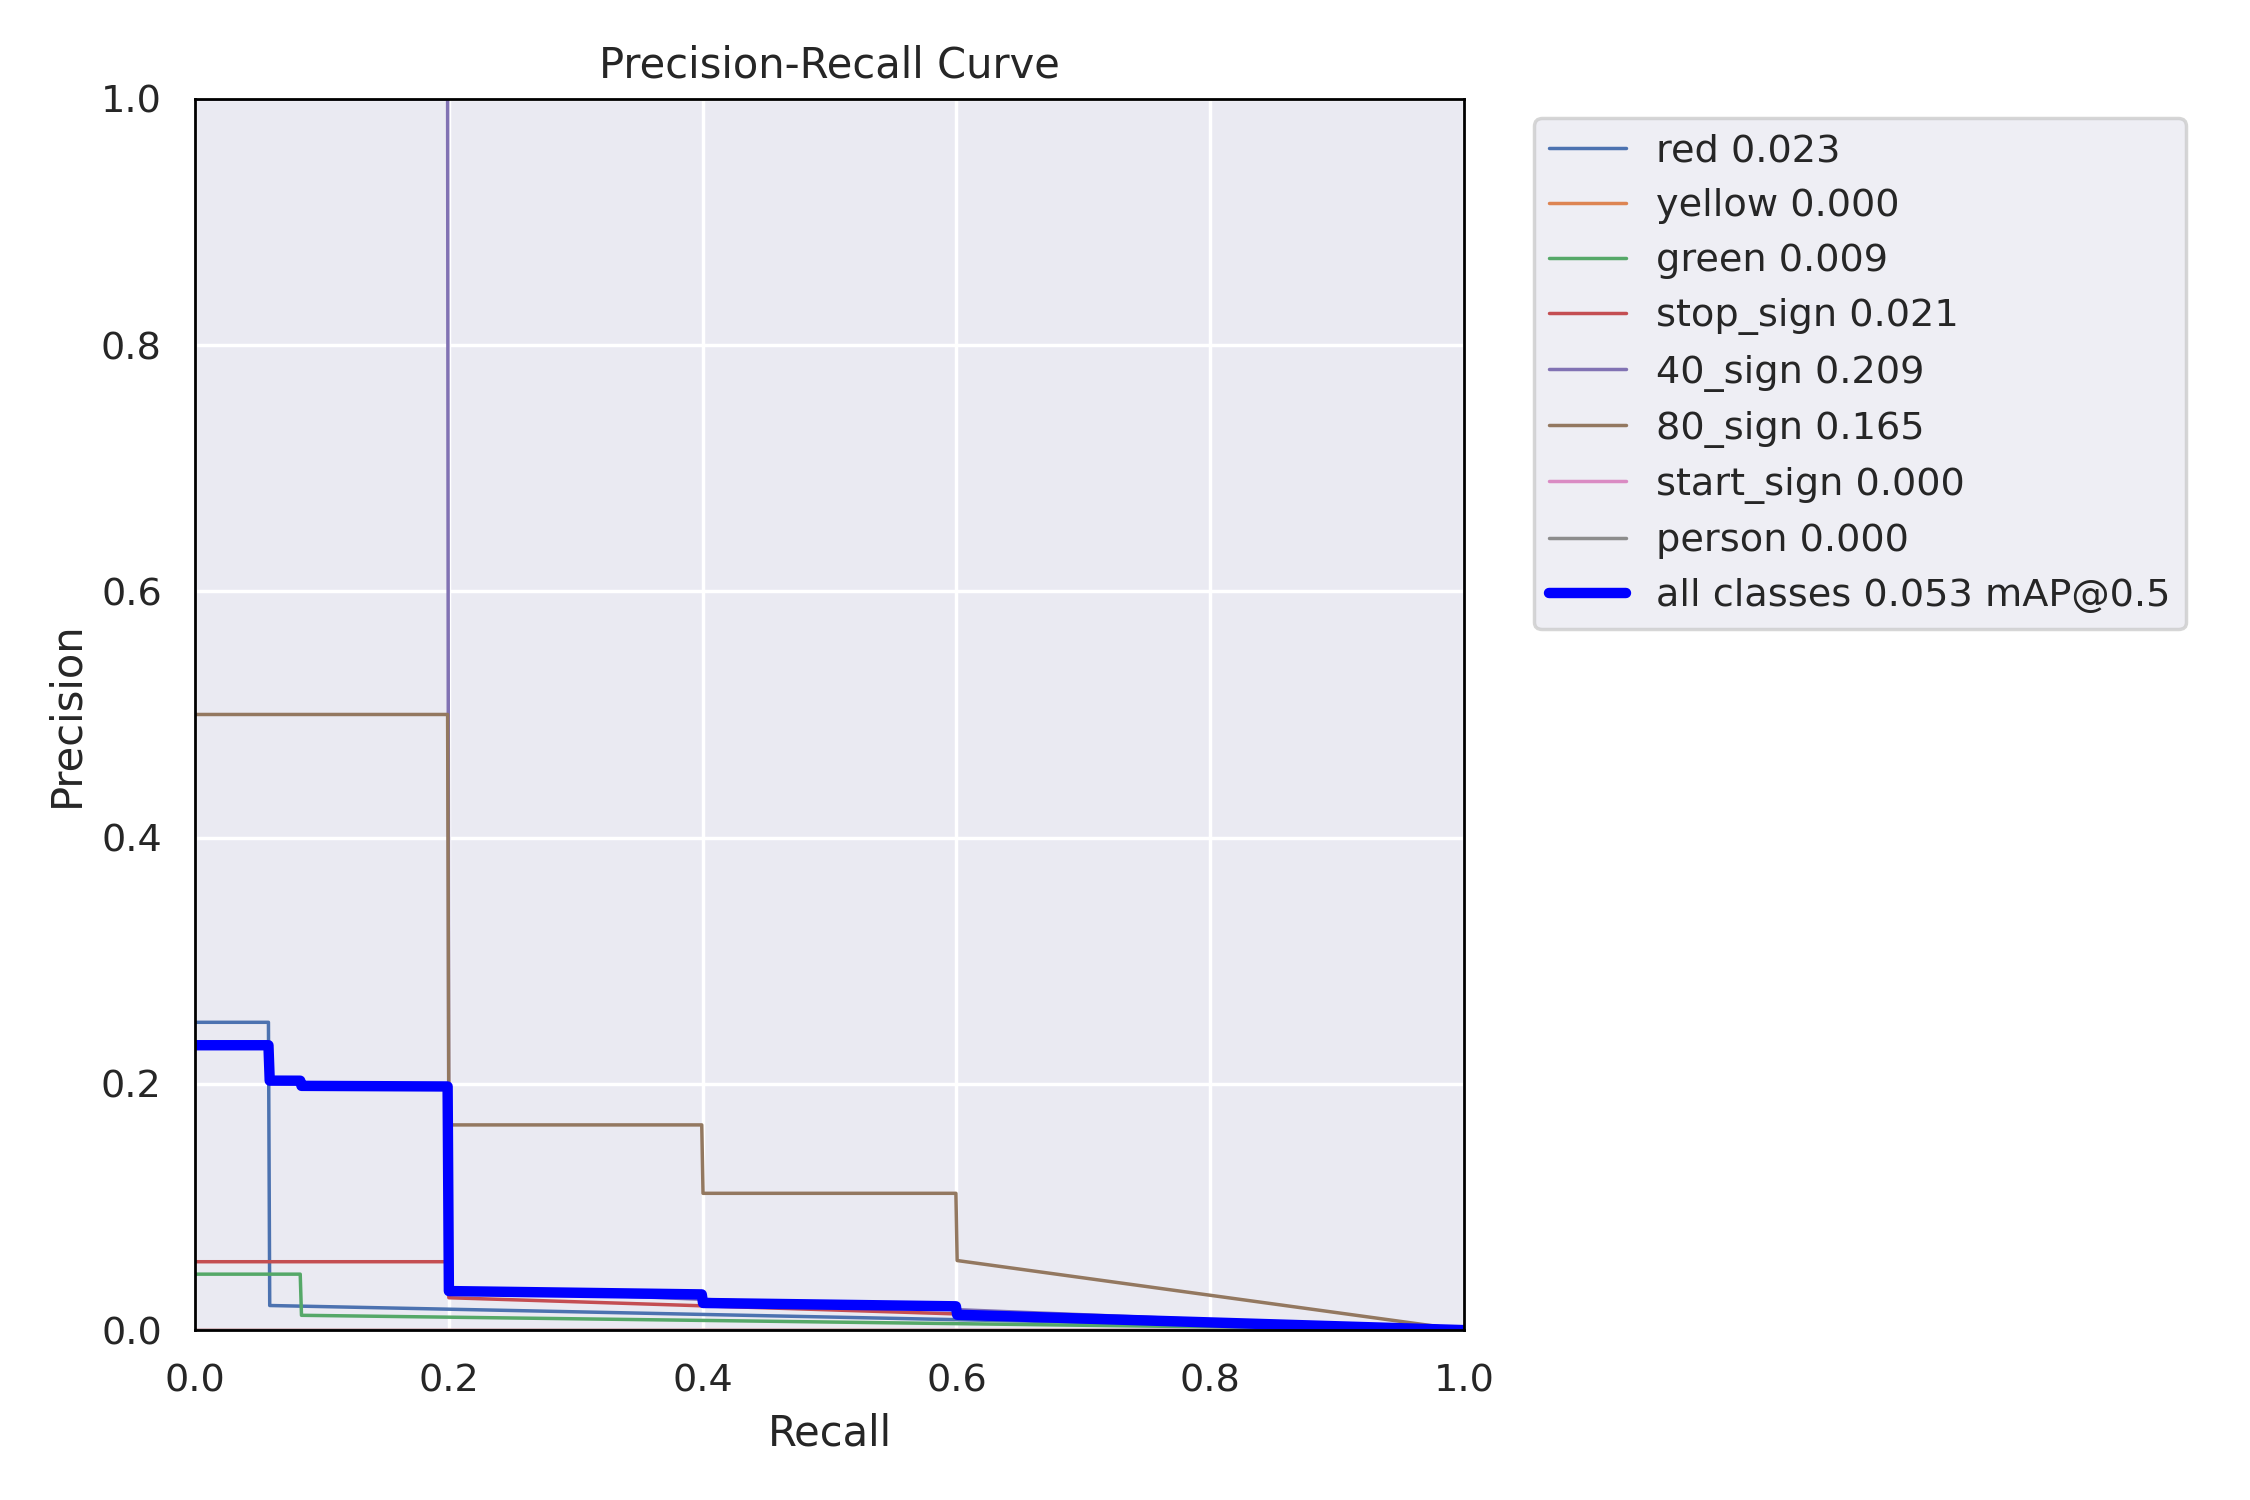 Precision-Recall Curve
1.0
0.8
0.6
0.4
0.2
0.0
Precision
0.0 0.2 0.4 0.6 0.8 1.0
Recall
red 0.023
yellow 0.000
green 0.009
stop_sign 0.021
40_sign 0.209
80_sign 0.165
start_sign 0.000
person 0.000
all classes 0.053 mAP@0.5